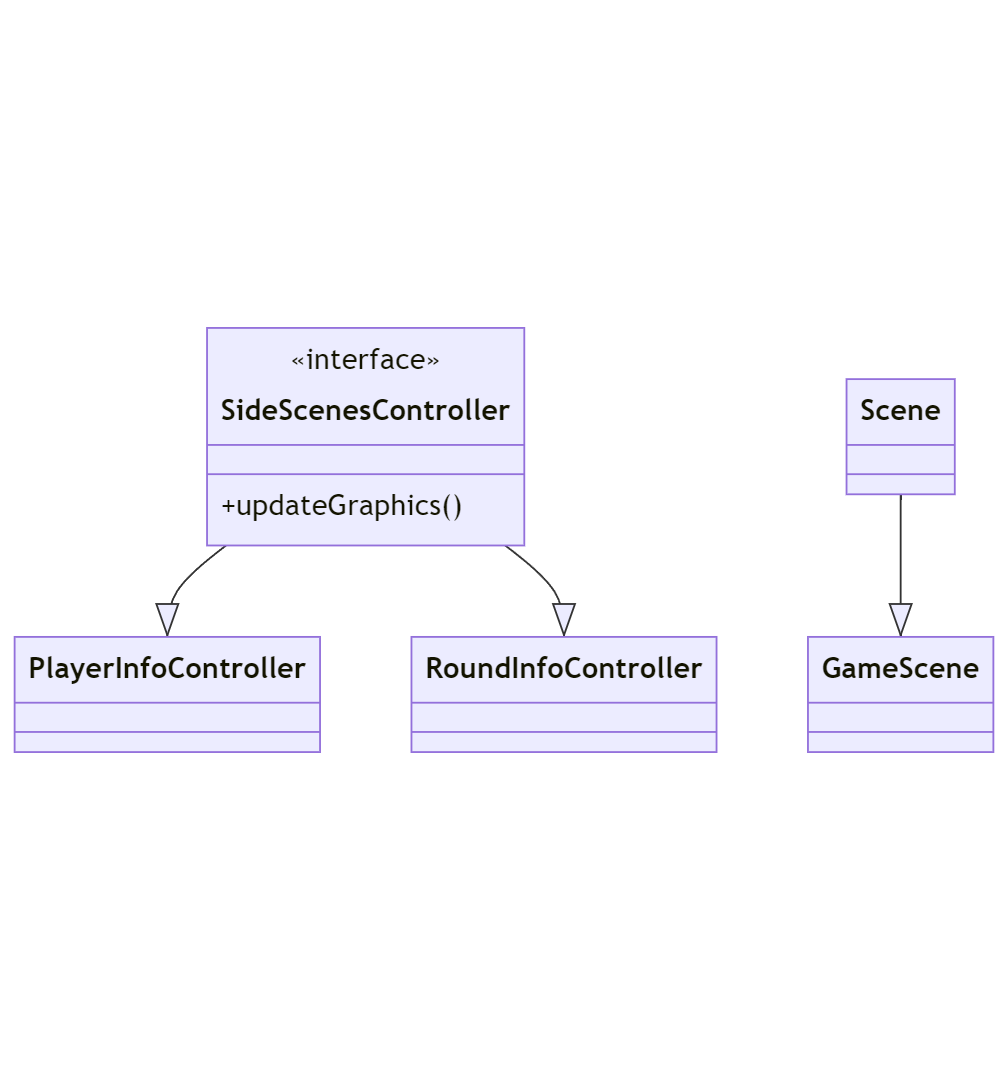 «interface»
SideScenesController
+updateGraphics()
Scene
PlayerInfoController
RoundInfoController
GameScene